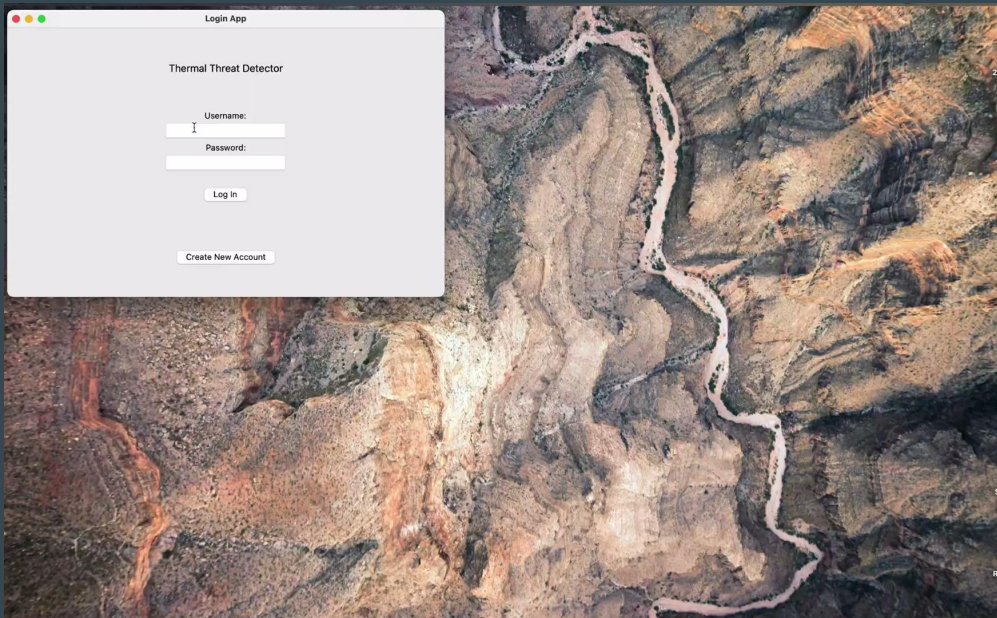 Login App
Thermal Threat Detector
Username:
Password:
Log In
Create New Account